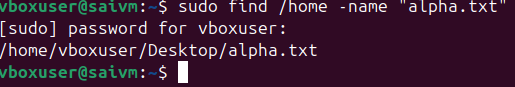 vboxuser@saivm:~$ sudo find /home -name "alpha.txt"
[sudo] password for vboxuser:
/home/vboxuser/Desktop/alpha.txt
vboxuser@saivm:~$